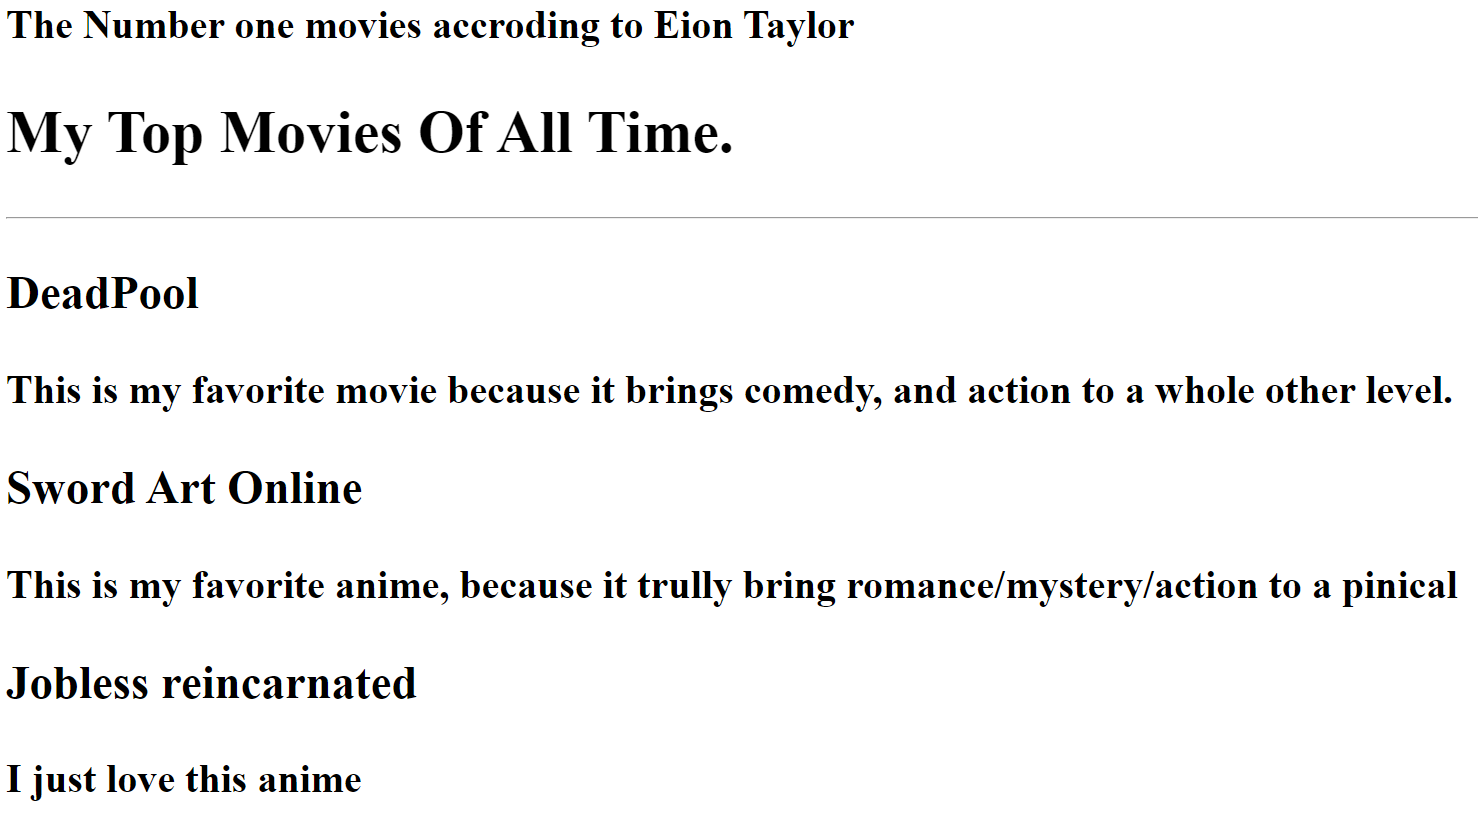 The Number one movies accroding to Eion Taylor
My Top Movies Of All Time.
DeadPool
This is my favorite movie because it brings comedy, and action to a whole other level.
Sword Art Online
This is my favorite anime, because it trully bring romance/mystery/action to a pinical
Jobless reincarnated
I just love this anime